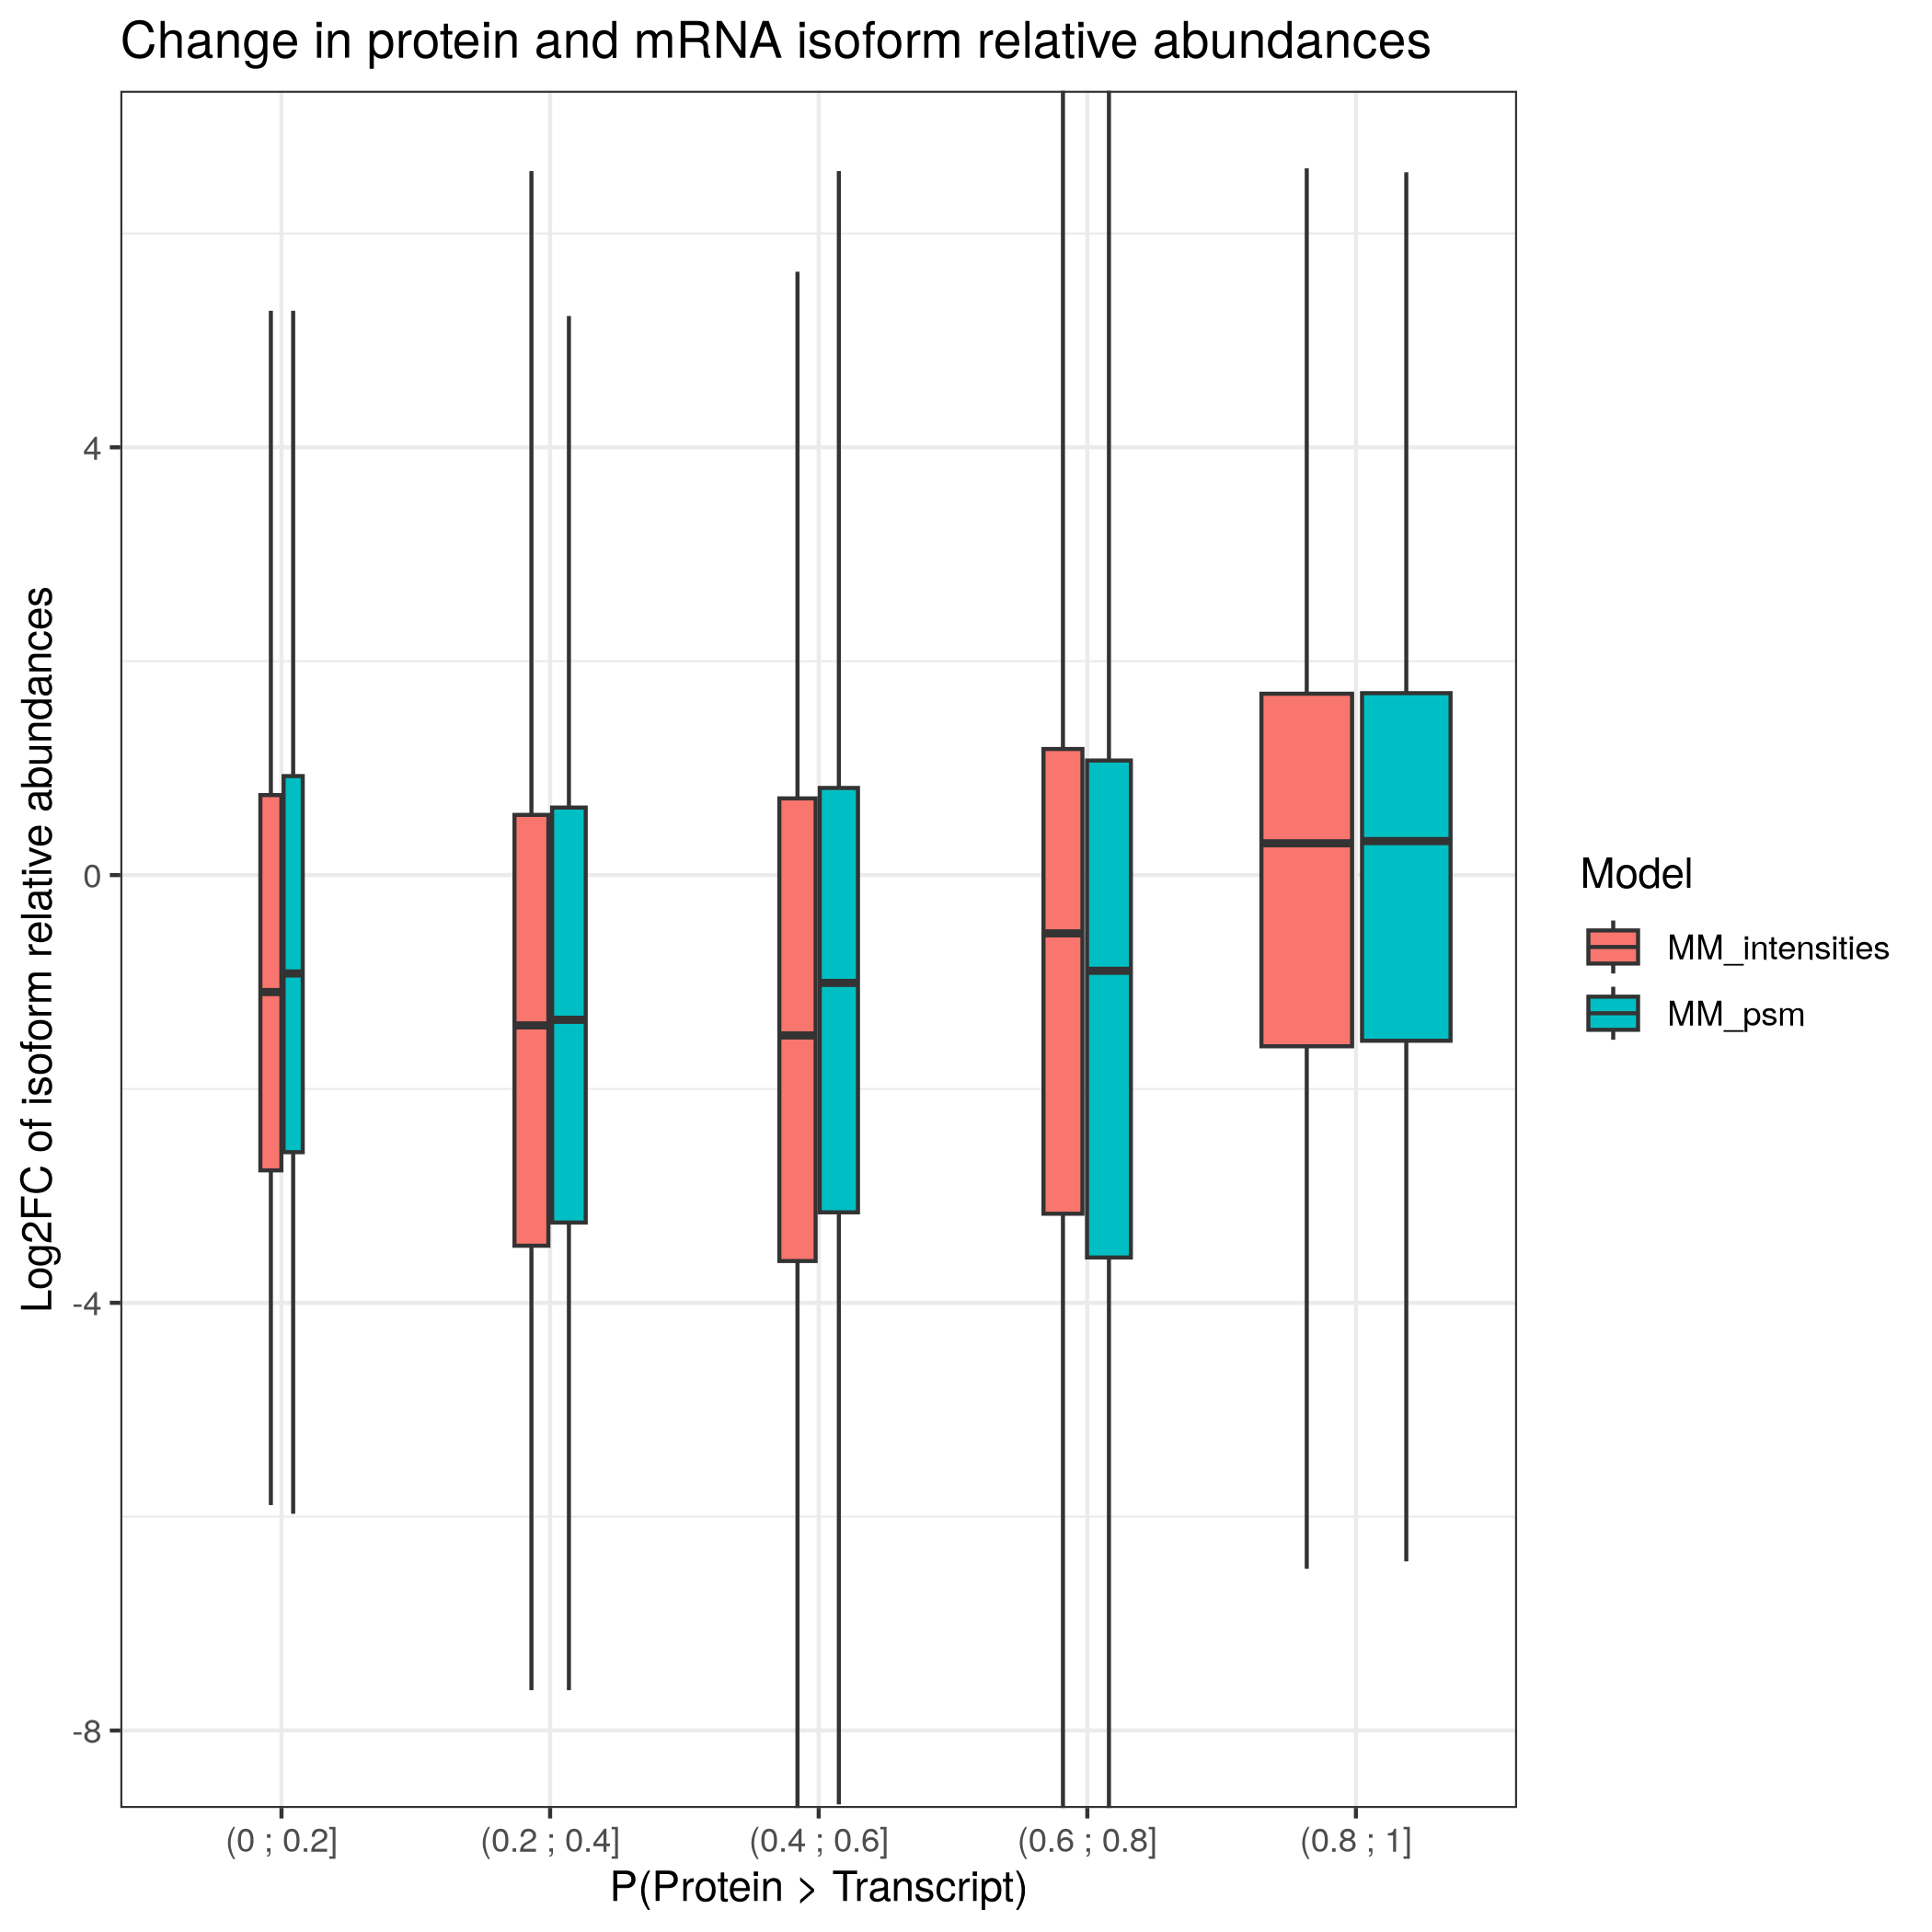 Change in protein and mRNA isoform relative abundances
Log2FC of isoform relative abundances
4
0
-4
-8
(0 ; 0.2]
(0.2 ; 0.4]
(0.4 ; 0.6]
(0.6 ; 0.8]
(0.8 ; 1]
P(Protein > Transcript)
Model
MM_intensities
MM_psm